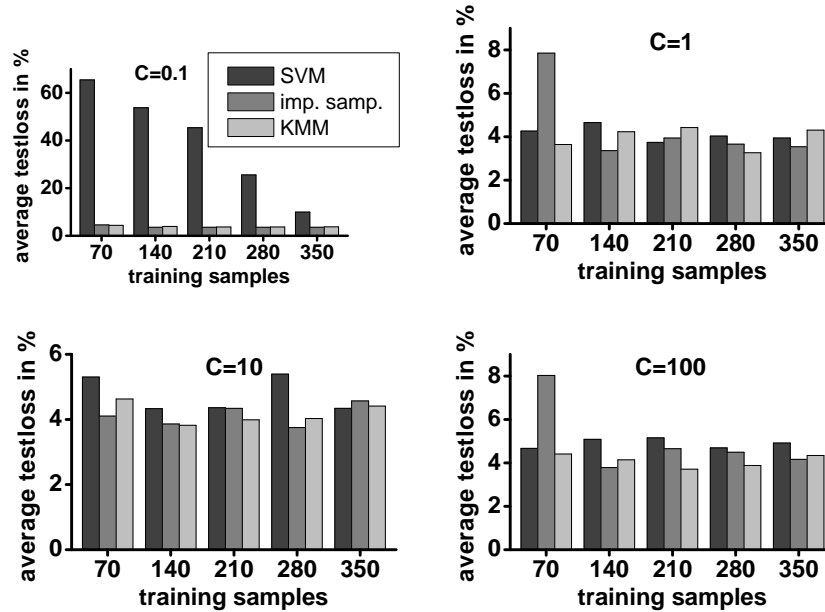 C=0.1
SVM
imp. samp.
KMM
average testloss in %
60
40
20
0
70 140 210 280 350
training samples
C=1
average testloss in %
8
6
4
2
0
70 140 210 280 350
training samples
C=10
average testloss in %
6
4
2
0
70 140 210 280 350
training samples
C=100
average testloss in %
8
6
4
2
0
70 140 210 280 350
training samples